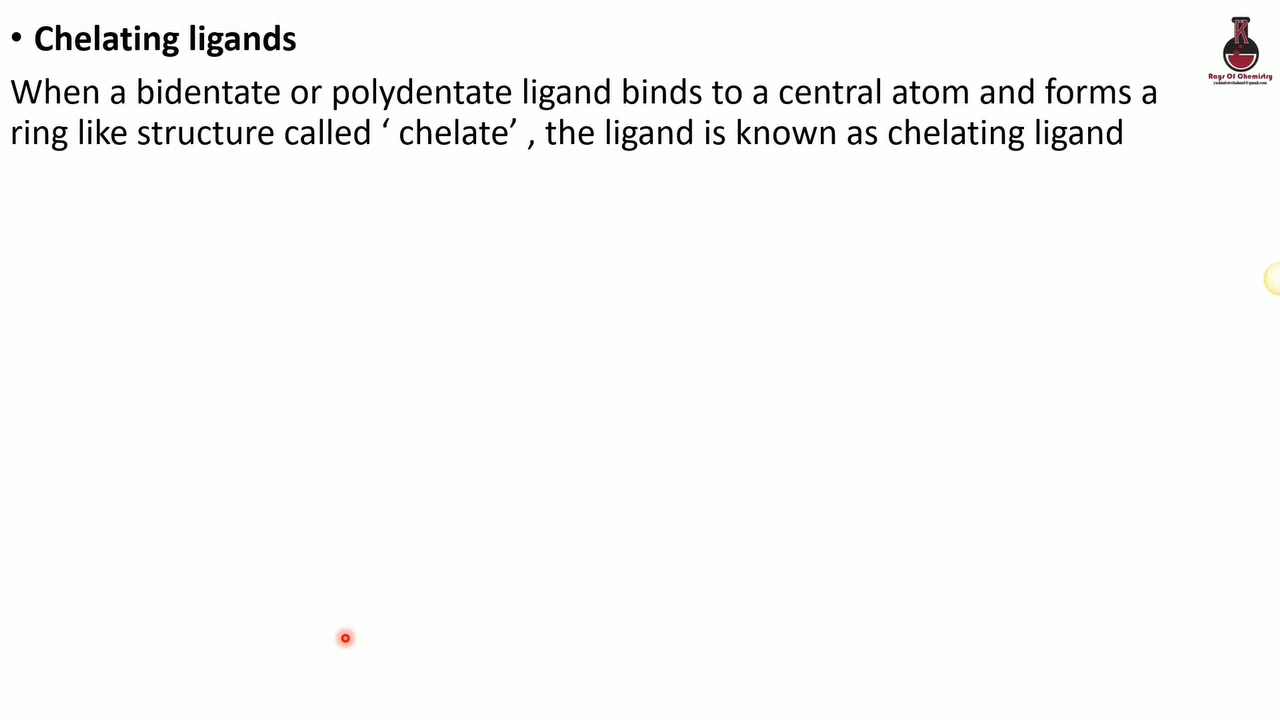 • Chelating ligands
When a bidentate or polydentate ligand binds to a central atom and forms a
ring like structure called ‘ chelate’ , the ligand is known as chelating ligand
K
Rays Of Chemistry